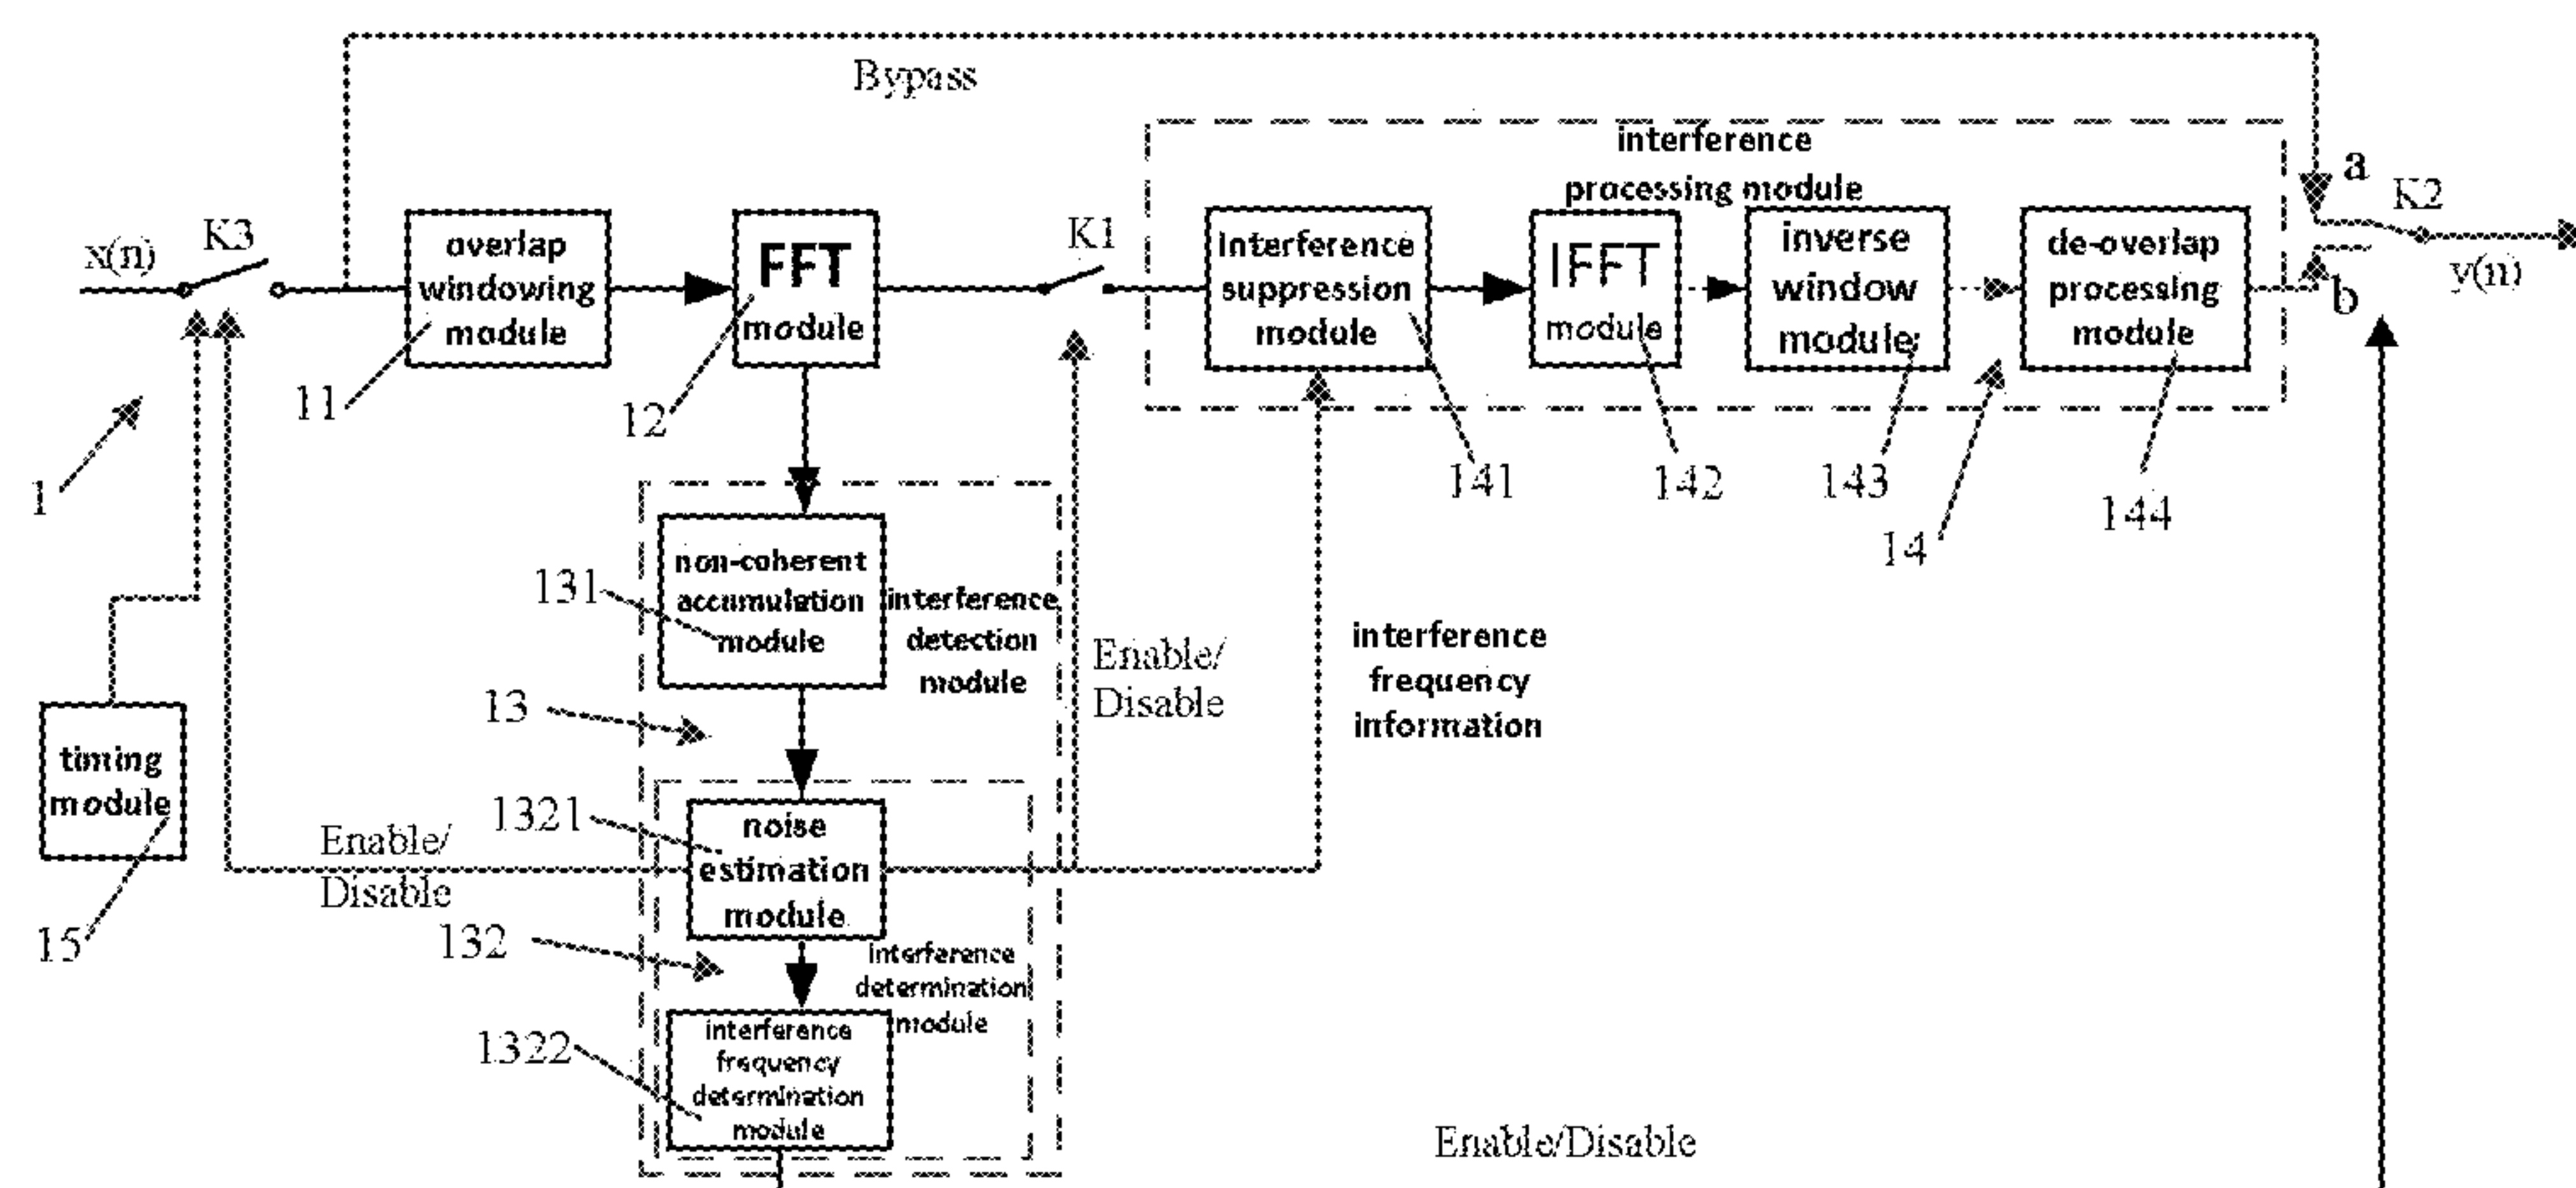 Bypass
interference
processing module
a
K2
x(n)
K3
overlap
windowing
module
FFT
module
K1
Interference
suppression
module
IFFT
module
inverse
window
module
de-overlap
processing
module
b
y(n)
1
11
12
141
142
143
14
144
131
non-coherent
accumulation
module
interference
detection
module
13
Enable/
Disable
interference
frequency
information
timing
module
15
Enable/
Disable
1321
noise
estimation
module
132
interference
determination
module
1322
interference
frequency
determination
module
Enable/Disable